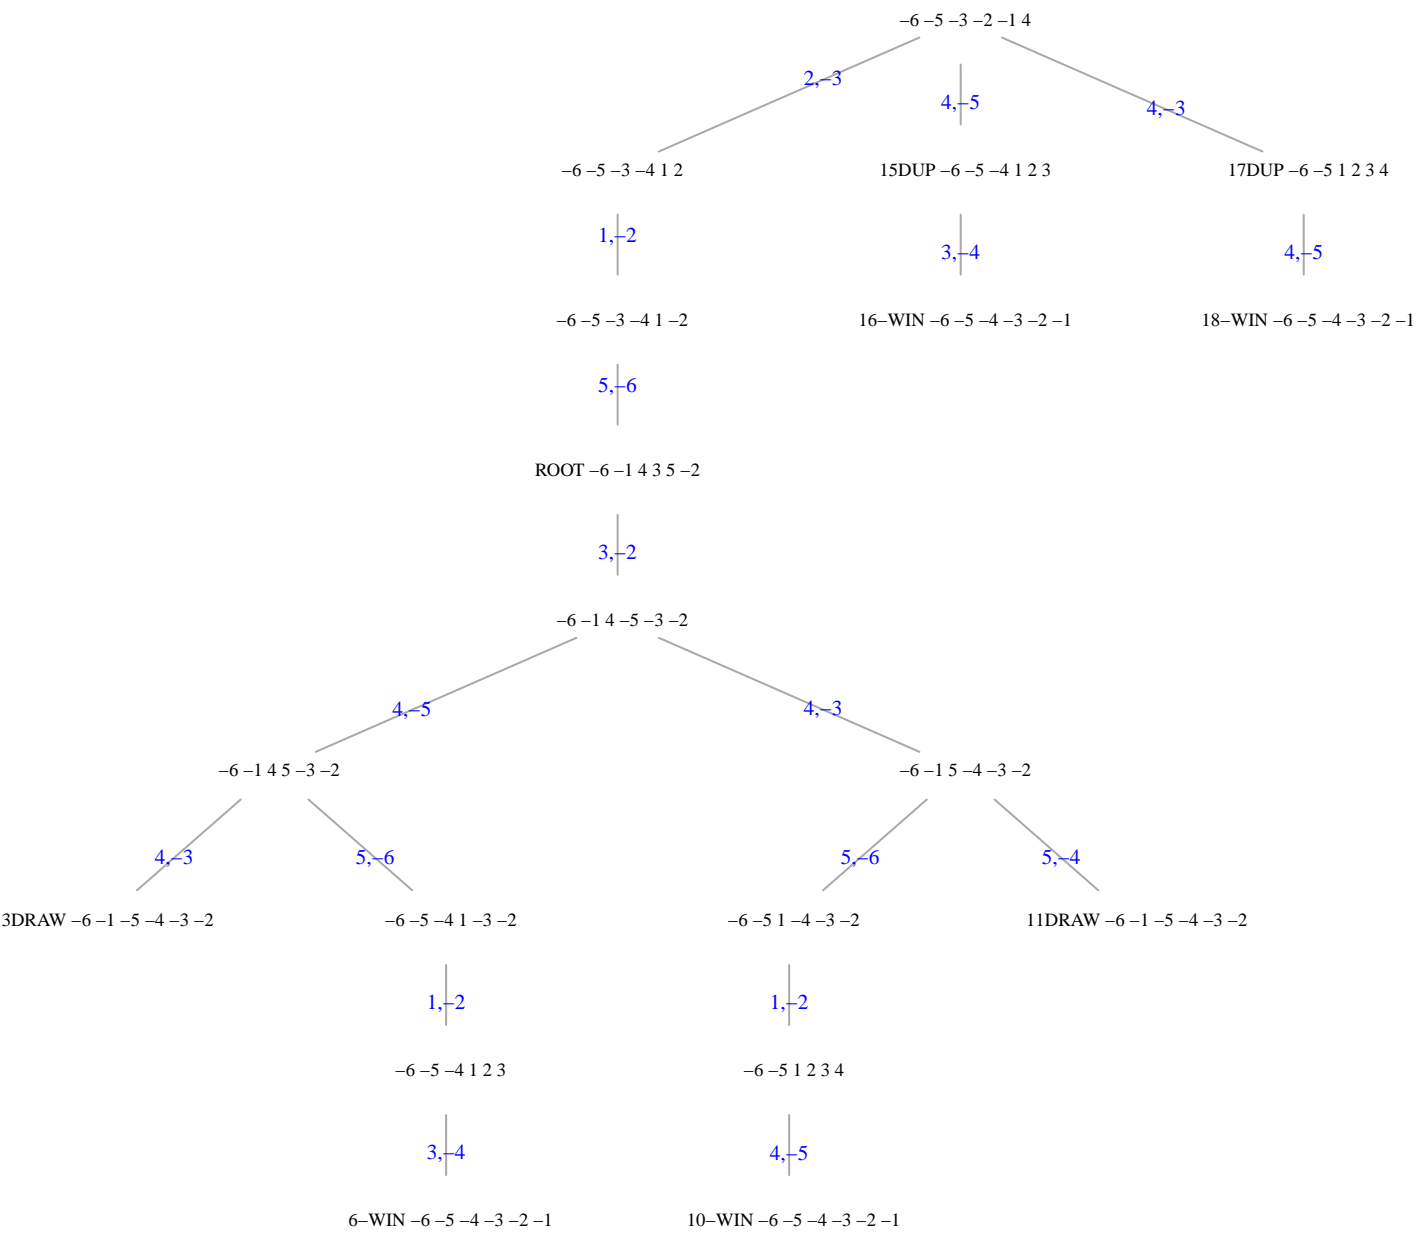 –6 –5 –3 –2 –1 4
2,–3
4,–5
4,–3
–6 –5 –3 –4 1 2
15DUP –6 –5 –4 1 2 3
17DUP –6 –5 1 2 3 4
1,–2
3,–4
4,–5
–6 –5 –3 –4 1 –2
16–WIN –6 –5 –4 –3 –2 –1
18–WIN –6 –5 –4 –3 –2 –1
5,–6
ROOT –6 –1 4 3 5 –2
3,–2
–6 –1 4 –5 –3 –2
4,–5
4,–3
–6 –1 4 5 –3 –2
–6 –1 5 –4 –3 –2
4,–3
5,–6
5,–6
5,–4
3DRAW –6 –1 –5 –4 –3 –2
–6 –5 –4 1 –3 –2
–6 –5 1 –4 –3 –2
11DRAW –6 –1 –5 –4 –3 –2
1,–2
1,–2
–6 –5 –4 1 2 3
–6 –5 1 2 3 4
3,–4
4,–5
6–WIN –6 –5 –4 –3 –2 –1
10–WIN –6 –5 –4 –3 –2 –1